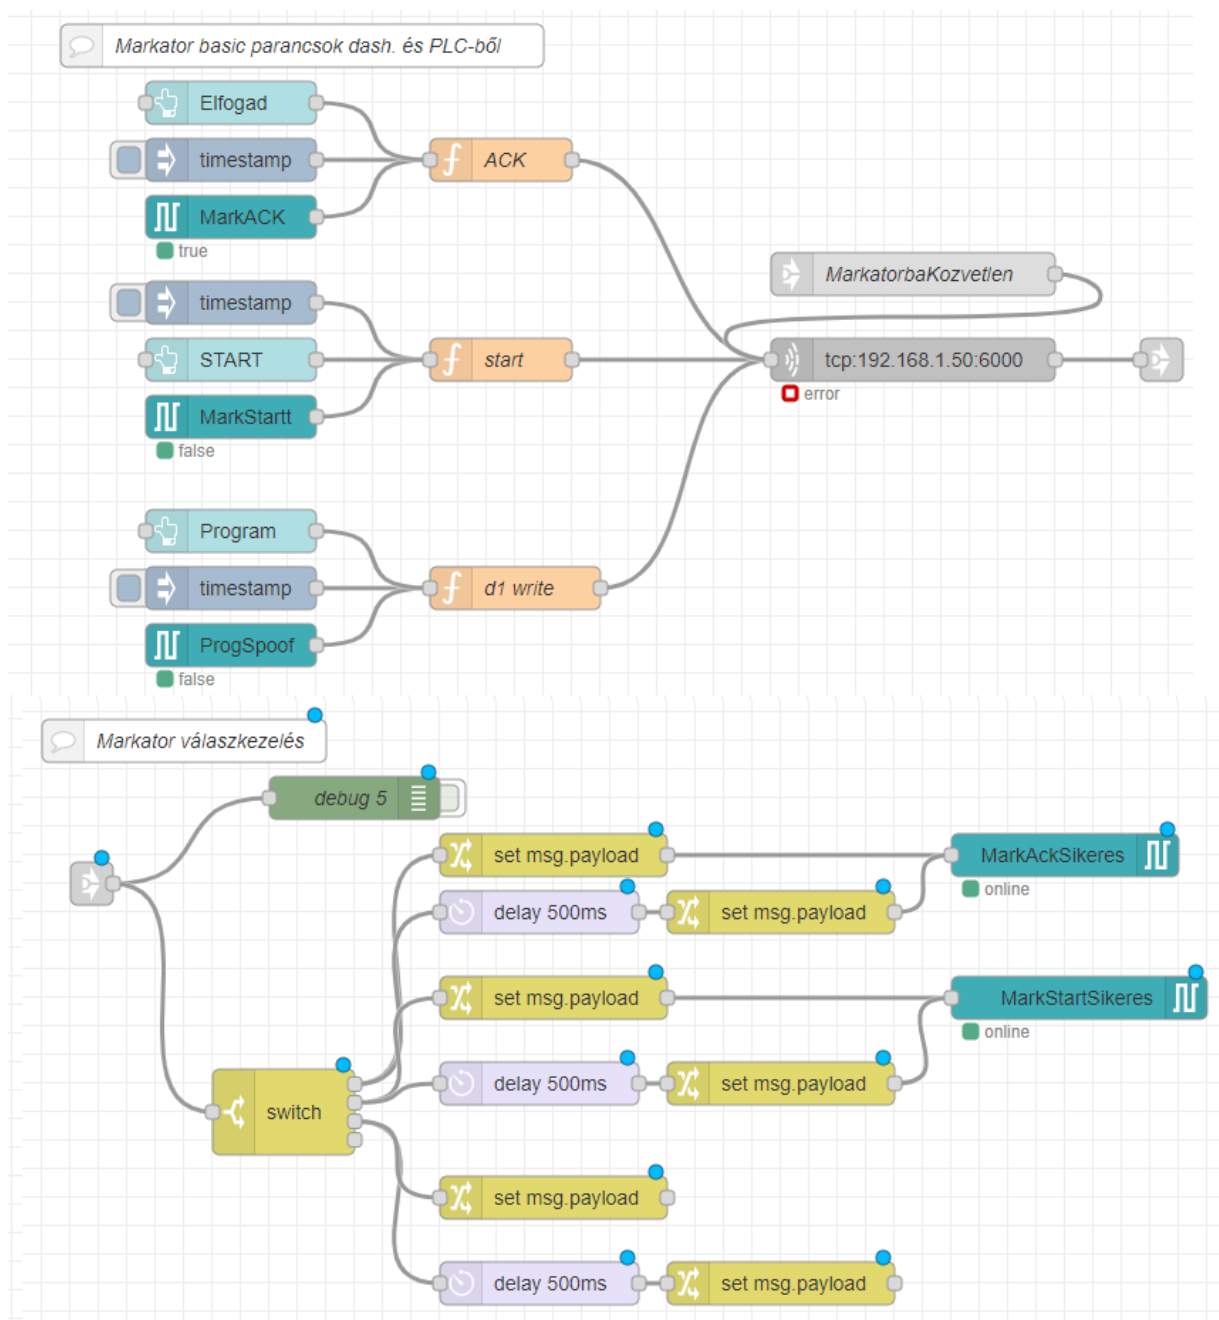 Markator basic parancsok dash. és PLC-ből
Elfogad
timestamp
ACK
MarkACK
true
MarkatorbaKozvetlen
timestamp
START
start
tcp:192.168.1.50:6000
error
MarkStartt
false
Program
timestamp
d1 write
ProgSpoof
false
Markator válaszkezelés
debug 5
set msg.payload
MarkAckSikeres
online
delay 500ms
set msg.payload
set msg.payload
MarkStartSikeres
online
delay 500ms
set msg.payload
switch
set msg.payload
delay 500ms
set msg.payload